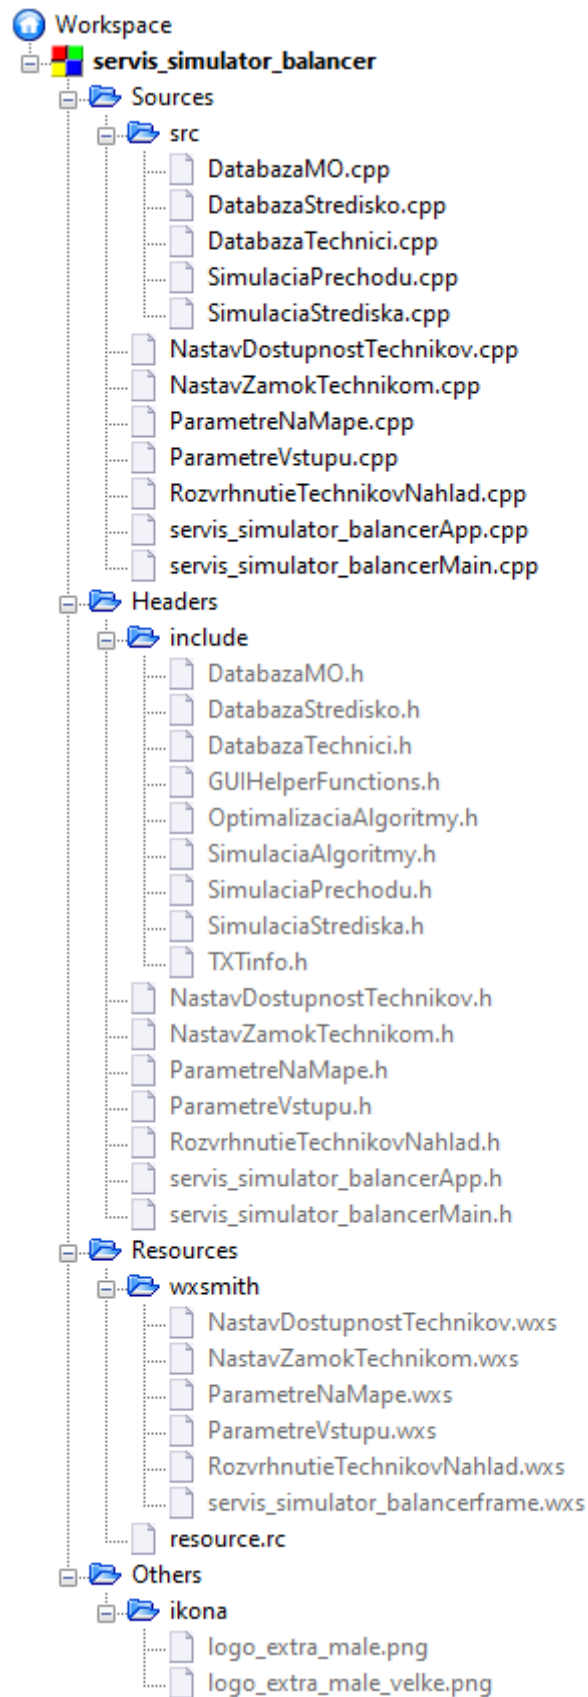 Workspace
servis_simulator_balancer
Sources
src
DatabazaMO.cpp
DatabazaStredisko.cpp
DatabazaTechnici.cpp
SimulaciaPrechodu.cpp
SimulaciaStrediska.cpp
NastavDostupnostTechnikov.cpp
NastavZamokTechnikom.cpp
ParametreNaMape.cpp
ParametreVstupu.cpp
RozvrhnutieTechnikovNahlad.cpp
servis_simulator_balancerApp.cpp
servis_simulator_balancerMain.cpp
Headers
include
DatabazaMO.h
DatabazaStredisko.h
DatabazaTechnici.h
GUIHelperFunctions.h
OptimalizaciaAlgoritmy.h
SimulaciaAlgoritmy.h
SimulaciaPrechodu.h
SimulaciaStrediska.h
TXTinfo.h
NastavDostupnostTechnikov.h
NastavZamokTechnikom.h
ParametreNaMape.h
ParametreVstupu.h
RozvrhnutieTechnikovNahlad.h
servis_simulator_balancerApp.h
servis_simulator_balancerMain.h
Resources
wxsmith
NastavDostupnostTechnikov.wxs
NastavZamokTechnikom.wxs
ParametreNaMape.wxs
ParametreVstupu.wxs
RozvrhnutieTechnikovNahlad.wxs
servis_simulator_balancerframe.wxs
resource.rc
Others
ikona
logo_extra_male.png
logo_extra_male_velke.png